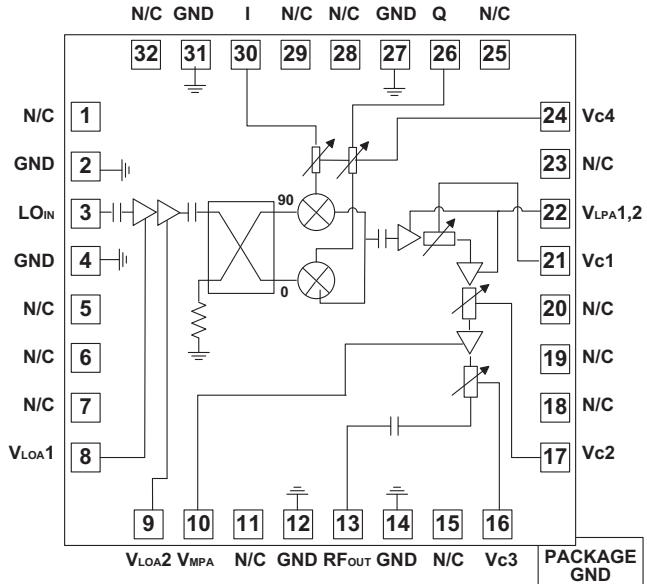 N/C GND I N/C N/C GND Q N/C
32 31 30 29 28 27 26 25
N/C 1 24 Vc4
GND 2 23 N/C
LOIN 3 90 22 VLPA1,2
GND 4 21 Vc1
N/C 5 0 20 N/C
N/C 6 19 N/C
N/C 7 18 N/C
VLOA1 8 17 Vc2
9 10 11 12 13 14 15 16
VLOA2 VMPA N/C GND RFOUT GND N/C Vc3
PACKAGE
GND